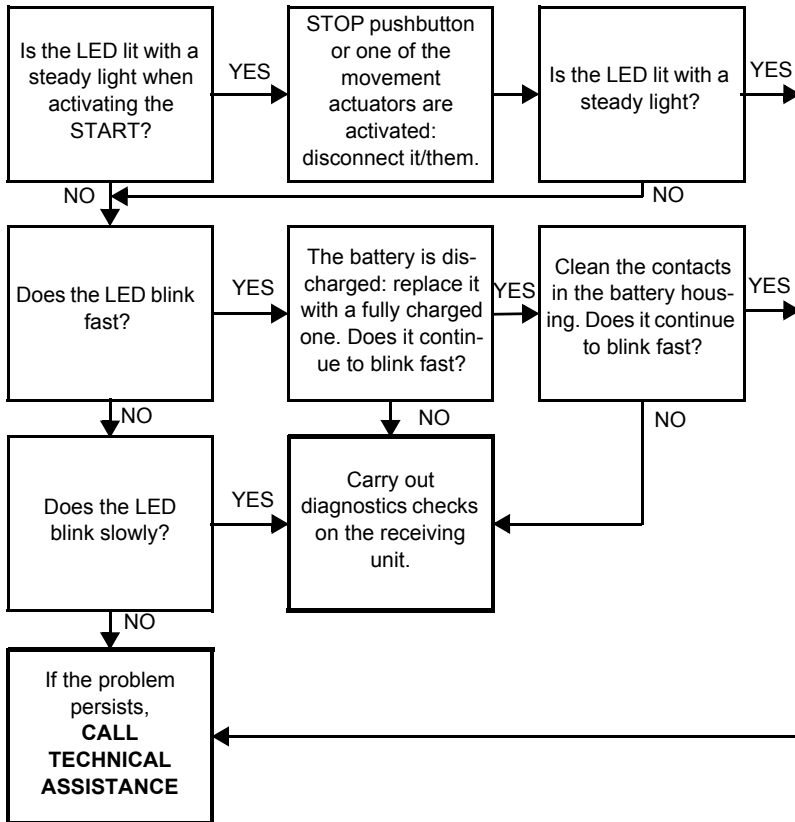 Is the LED lit with a
steady light when
activating the
START?
YES
STOP pushbutton
or one of the
movement
actuators are
activated:
disconnect it/them.
Is the LED lit with a
steady light?
YES
NO
NO
Does the LED blink
fast?
YES
The battery is dis-
charged: replace it
with a fully charged
one. Does it contin-
ue to blink fast?
YES
Clean the contacts
in the battery hous-
ing. Does it continue
to blink fast?
YES
NO
NO
NO
Does the LED
blink slowly?
YES
Carry out
diagnostics checks
on the receiving
unit.
NO
If the problem
persists,
CALL
TECHNICAL
ASSISTANCE